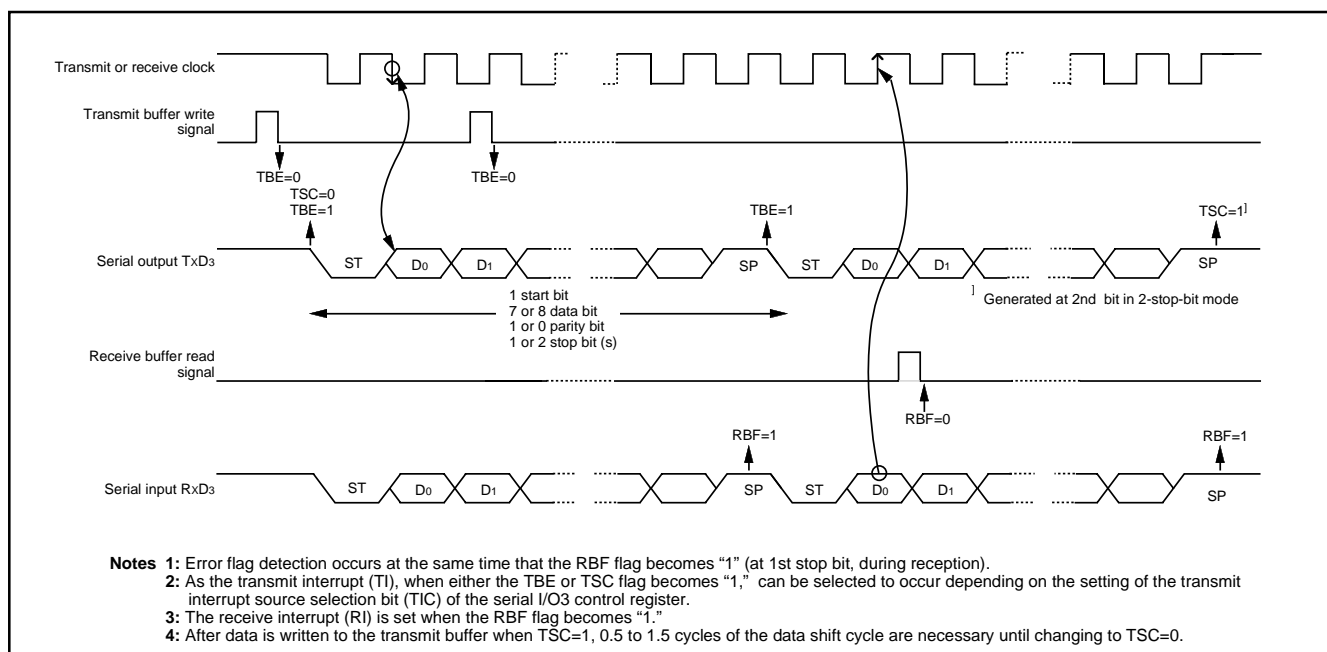 Transmit or receive clock
Transmit buffer write
signal
TBE=0
TBE=0
TSC=0
TBE=1
TBE=1
TSC=1]
Serial output TXD3
ST
D0
D1
SP
ST
D0
D1
SP
] Generated at 2nd bit in 2-stop-bit mode
1 start bit
7 or 8 data bit
1 or 0 parity bit
1 or 2 stop bit (s)
Receive buffer read
signal
RBF=0
RBF=1
RBF=1
Serial input RXD3
ST
D0
D1
SP
ST
D0
D1
SP
Notes 1: Error flag detection occurs at the same time that the RBF flag becomes “1” (at 1st stop bit, during reception).
2: As the transmit interrupt (TI), when either the TBE or TSC flag becomes “1,” can be selected to occur depending on the setting of the transmit
interrupt source selection bit (TIC) of the serial I/O3 control register.
3: The receive interrupt (RI) is set when the RBF flag becomes “1.”
4: After data is written to the transmit buffer when TSC=1, 0.5 to 1.5 cycles of the data shift cycle are necessary until changing to TSC=0.